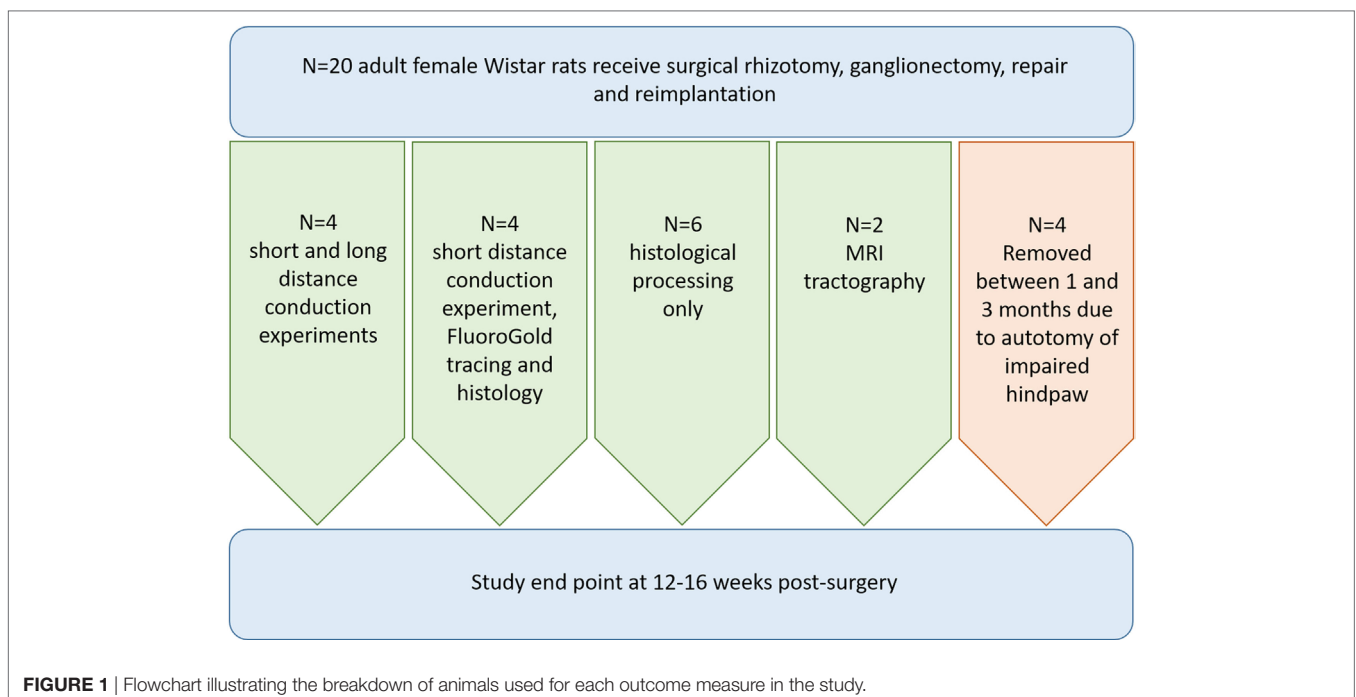 N=20 adult female Wistar rats receive surgical rhizotomy, ganglionectomy, repair
and reimplantation
N=4
short and long
distance
conduction
experiments
N=4
short distance
conduction
experiment,
FluoroGold
tracing and
histology
N=6
histological
processing
only
N=2
MRI
tractography
N=4
Removed
between 1 and
3 months due
to autotomy of
impaired
hindpaw
Study end point at 12-16 weeks post-surgery
FIGURE 1 | Flowchart illustrating the breakdown of animals used for each outcome measure in the study.